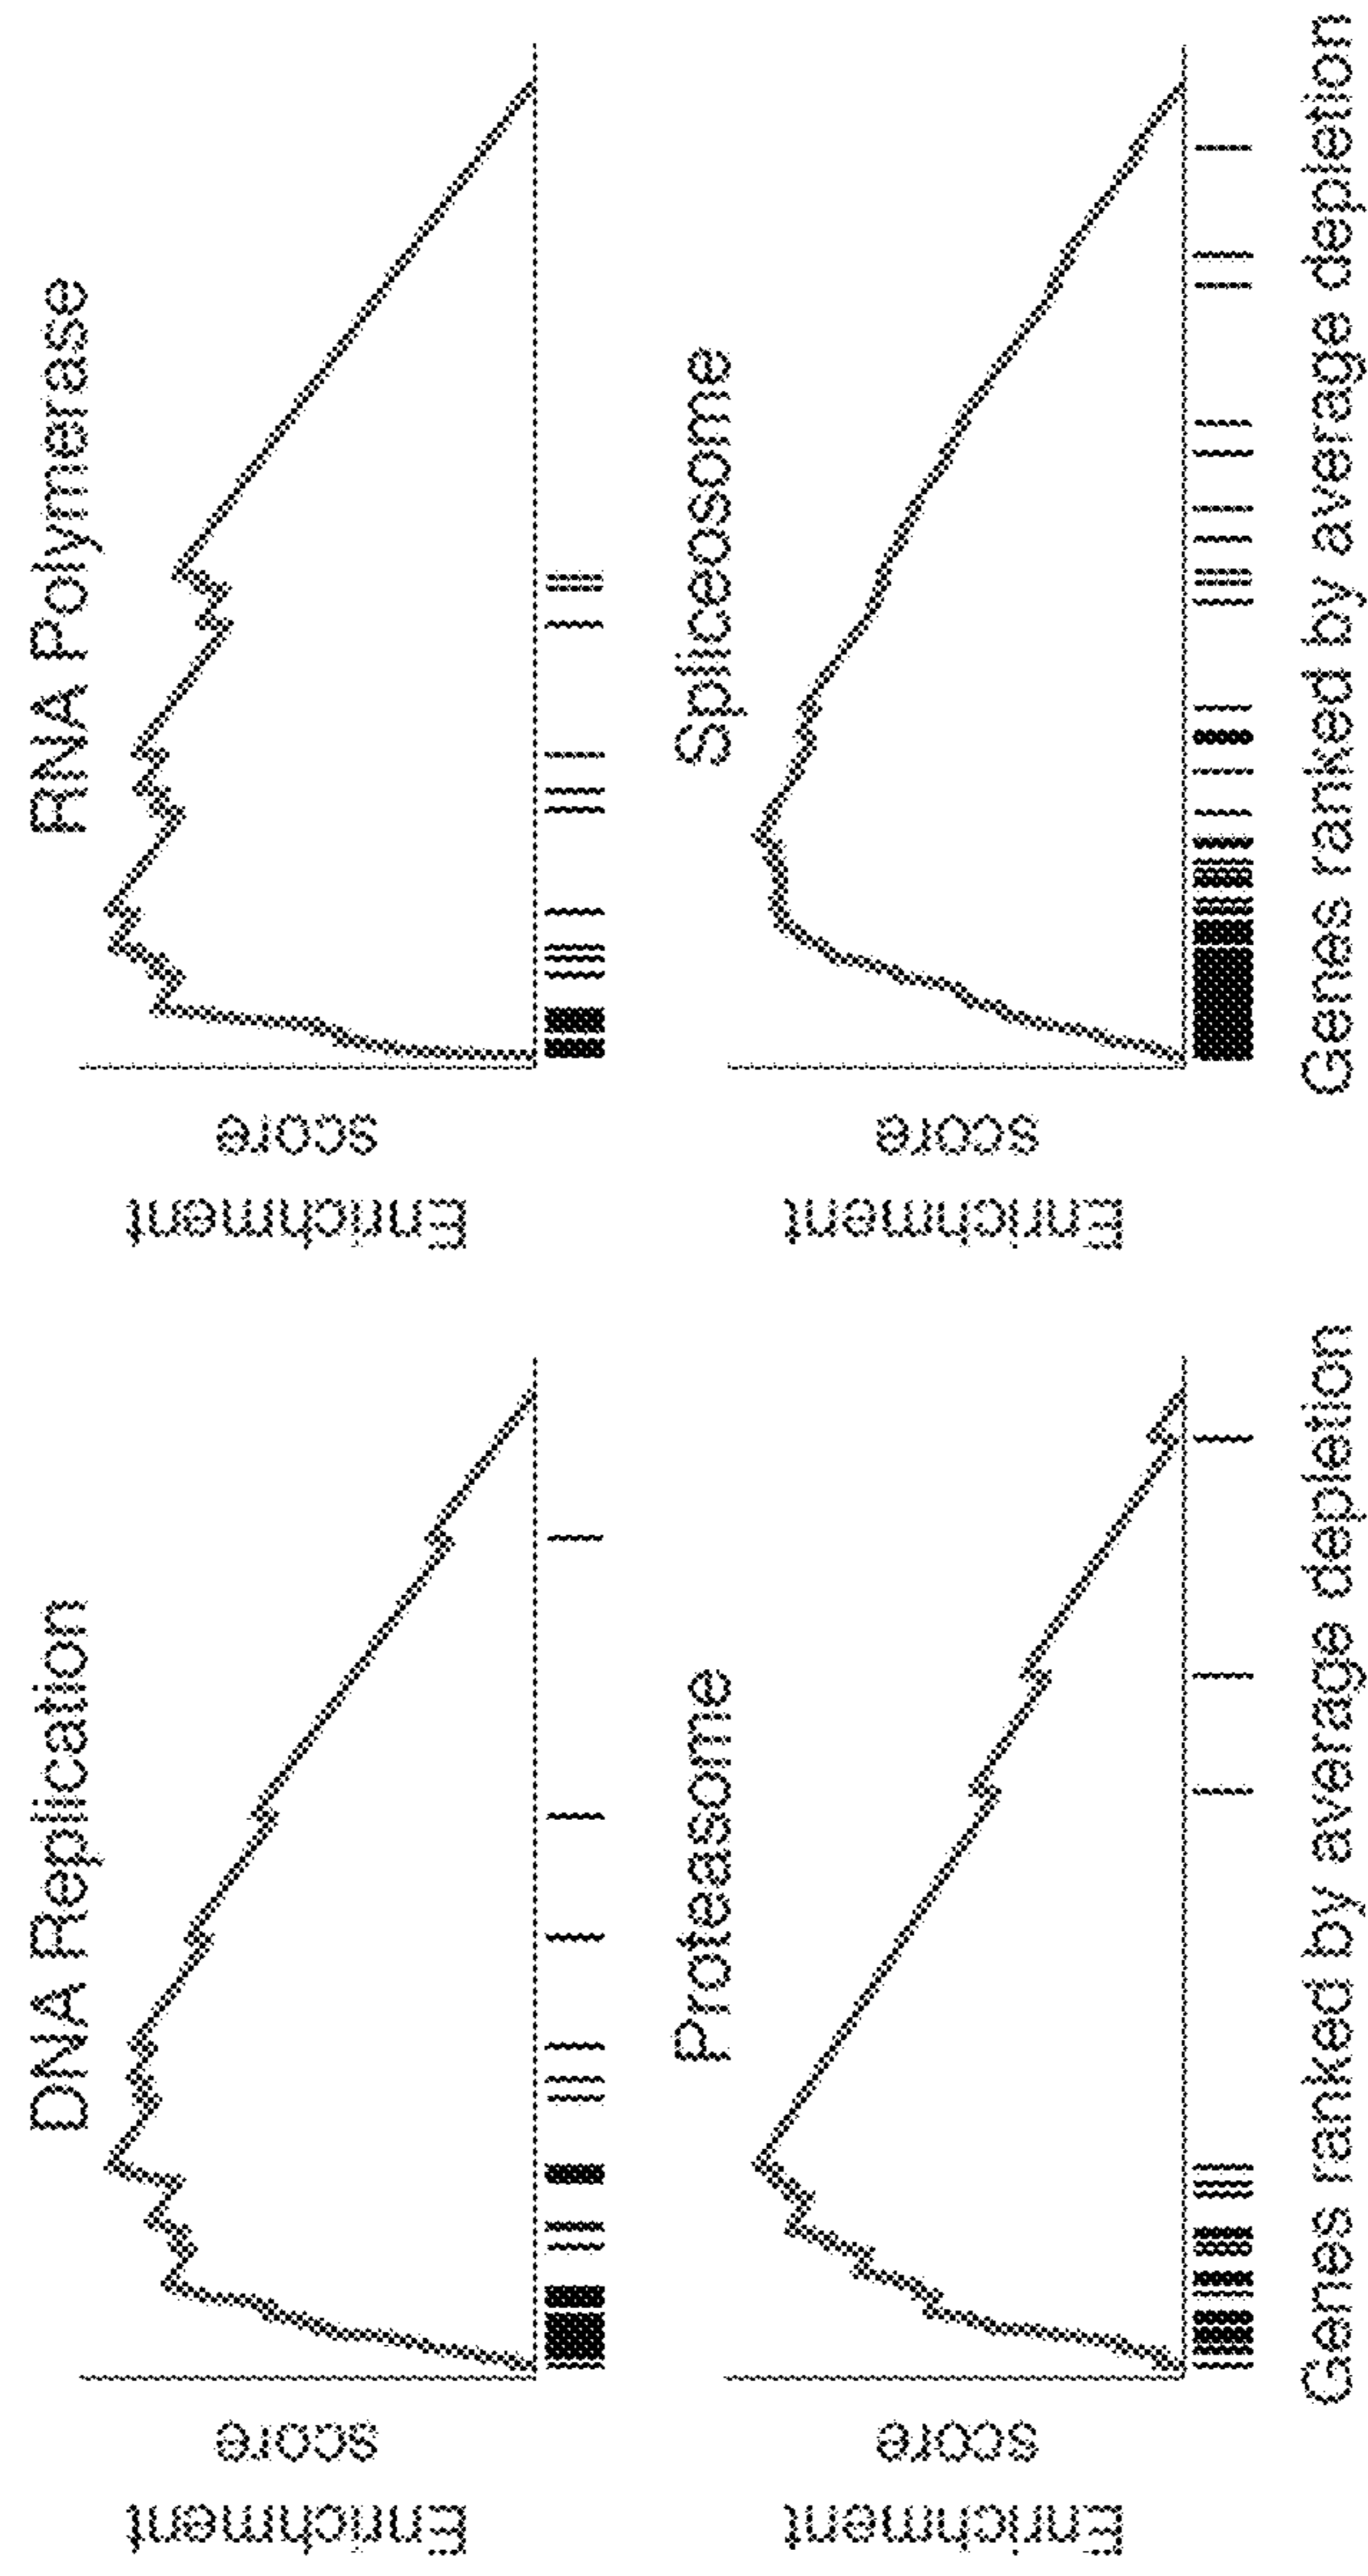 DNA Replication
Enrichment
score
RNA Polymerase
Enrichment
score
Proteasome
Enrichment
score
Genes ranked by average depletion
Spliceosome
Enrichment
score
Genes ranked by average depletion